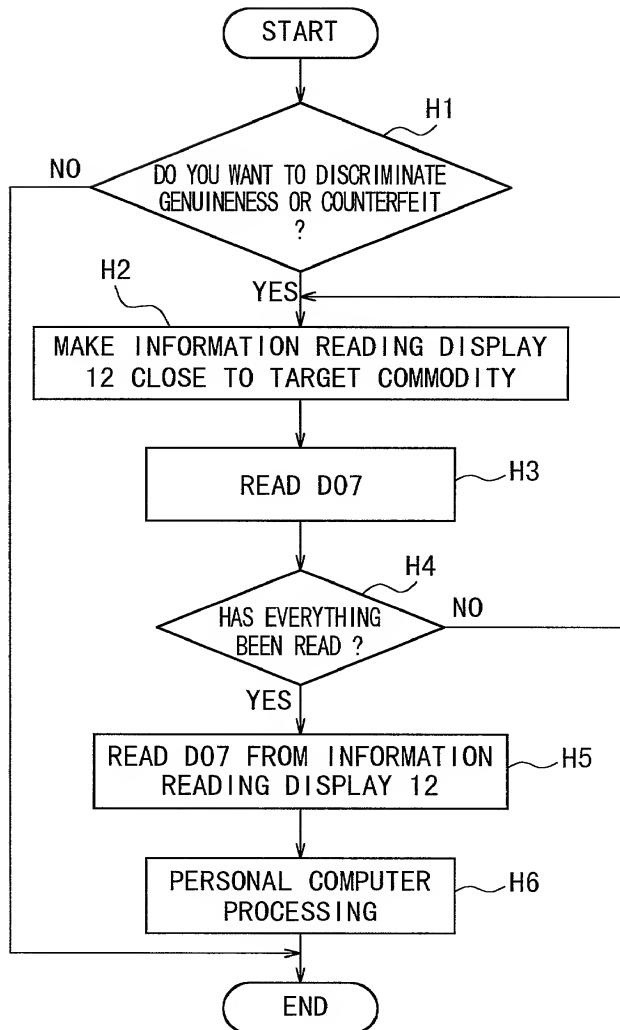 START
H1
NO
DO YOU WANT TO DISCRIMINATE
GENUINENESS OR COUNTERFEIT
?
H2
YES
MAKE INFORMATION READING DISPLAY
12 CLOSE TO TARGET COMMODITY
READ D07
H3
H4
HAS EVERYTHING
BEEN READ ?
NO
YES
READ D07 FROM INFORMATION
READING DISPLAY 12
H5
PERSONAL COMPUTER
PROCESSING
H6
END